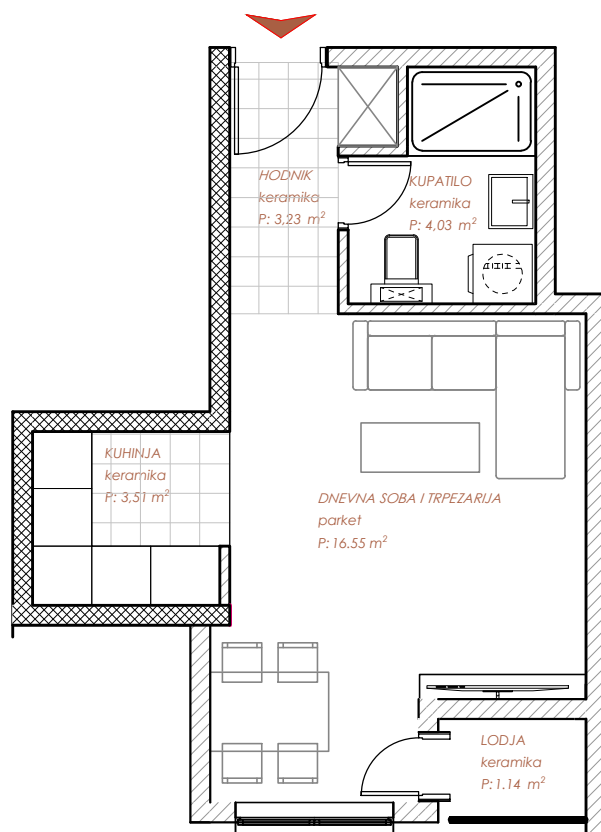 HODNIK
keramika
P: 3,23 m²
KUPATILO
keramika
P: 4,03 m²
KUHINJA
keramika
P: 3,51 m²
DNEVNA SOBA I TRPEZARIJA
parket
P: 16.55 m²
LODJA
keramika
P: 1.14 m²